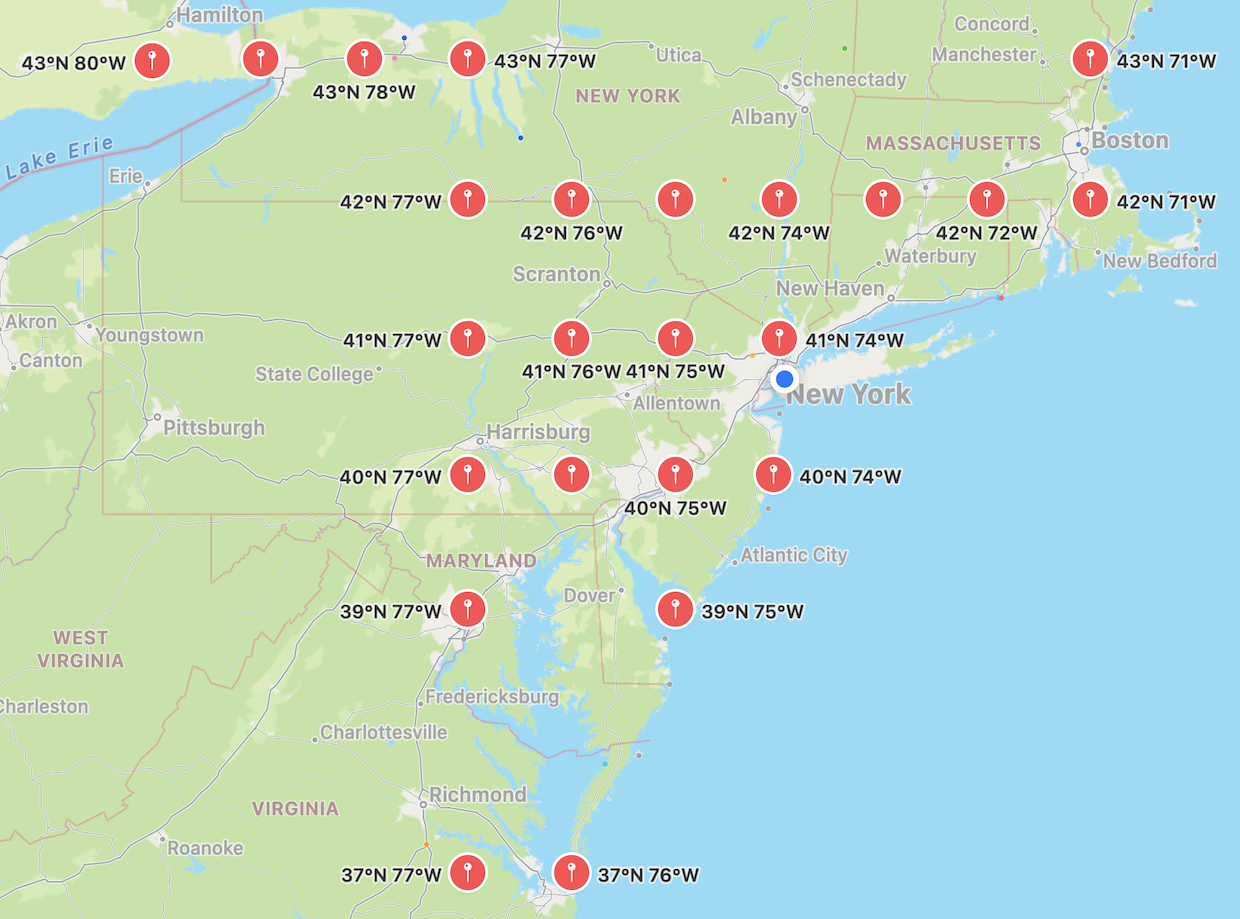 Hamilton
Concord
Manchester
43°N 80°W
43°N 77°W
Utica
43°N 71°W
43°N 78°W
NEW YORK
Schenectady
Albany
Boston
MASSACHUSETTS
Lake Erie
Erie
42°N 77°W
42°N 71°W
42°N 76°W
42°N 74°W
42°N 72°W
Waterbury
New Bedford
Scranton
New Haven
Akron
Youngstown
41°N 77°W
41°N 74°W
Canton
State College
41°N 76°W
41°N 75°W
New York
Allentown
Pittsburgh
Harrisburg
40°N 77°W
40°N 74°W
40°N 75°W
MARYLAND
Atlantic City
Dover
39°N 77°W
39°N 75°W
WEST
VIRGINIA
Fredericksburg
Charleston
Charlottesville
Richmond
VIRGINIA
Roanoke
37°N 77°W
37°N 76°W